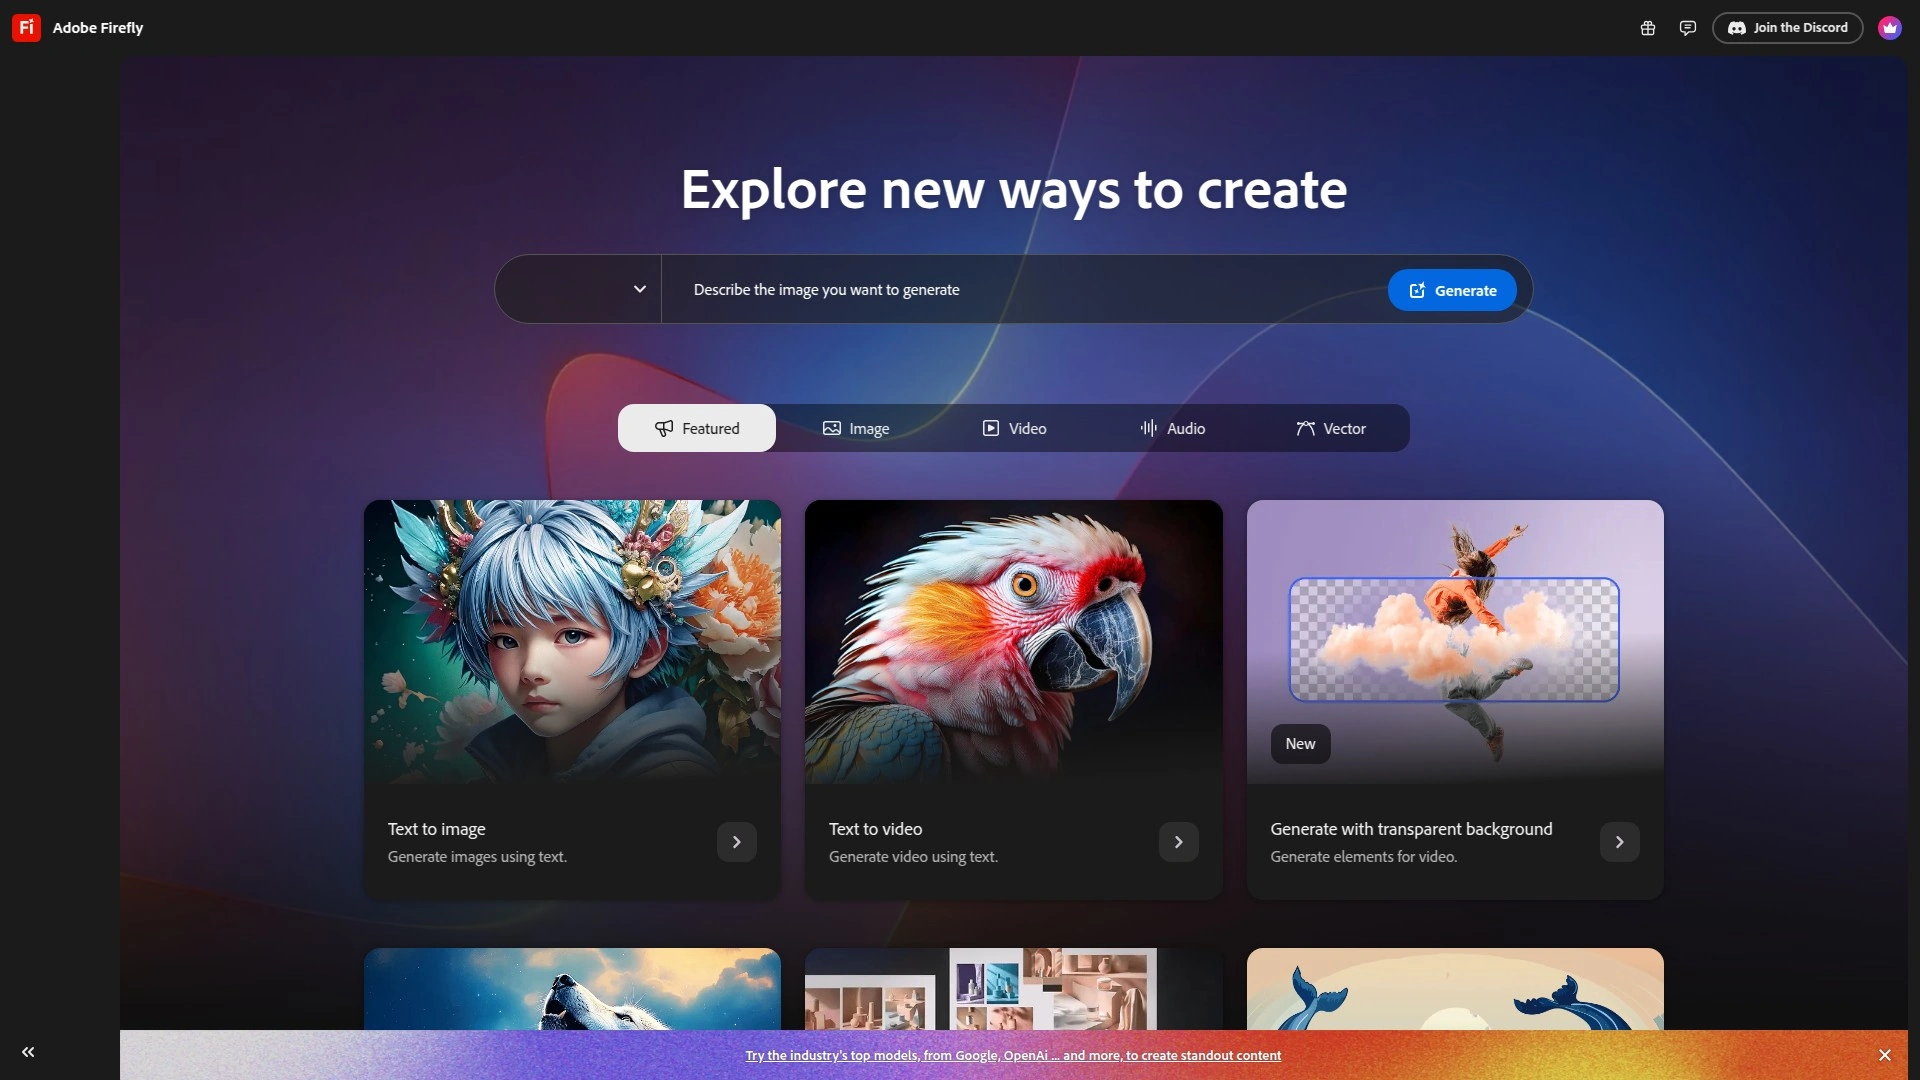 Fi
Adobe Firefly
Join the Discord
Explore new ways to create
Describe the image you want to generate
Generate
Featured
Image
Video
Audio
Vector
New
Text to image
Generate images using text.
Text to video
Generate video using text.
Generate with transparent background
Generate elements for video.
Try the industry's top models, from Google, OpenAi ... and more, to create standout content